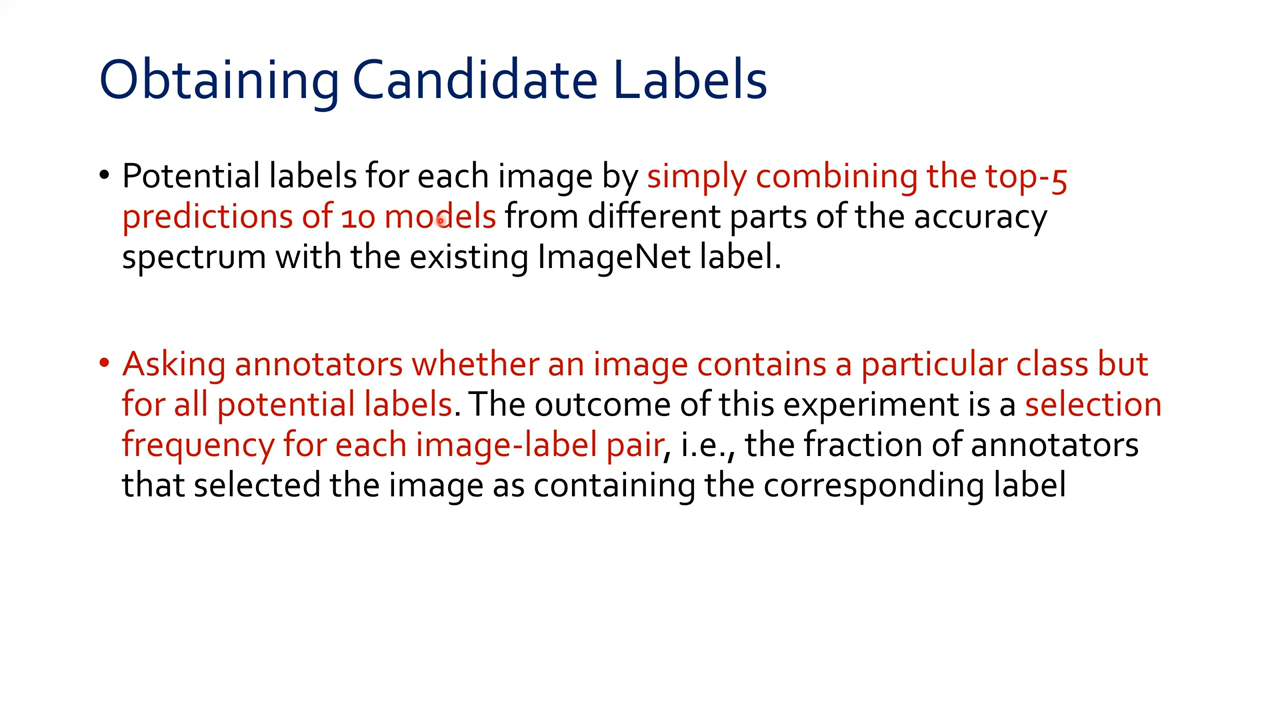 Obtaining Candidate Labels
• Potential labels for each image by simply combining the top-5
predictions of 10 models from different parts of the accuracy
spectrum with the existing ImageNet label.
• Asking annotators whether an image contains a particular class but
for all potential labels. The outcome of this experiment is a selection
frequency for each image-label pair, i.e., the fraction of annotators
that selected the image as containing the corresponding label